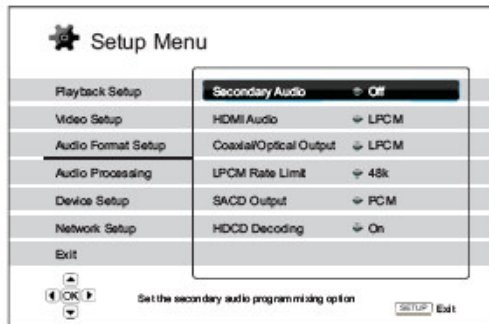 Setup Menu
Playback Setup
Video Setup
Audio Format Setup
Audio Processing
Device Setup
Network Setup
Exit
Secondary Audio Off
HDMI Audio LPCM
Coaxial/Optical Output LPCM
LPCM Rate Limit 48k
SACD Output PCM
HDCD Decoding On
OK
Set the secondary audio program mixing option
SETUP Exit